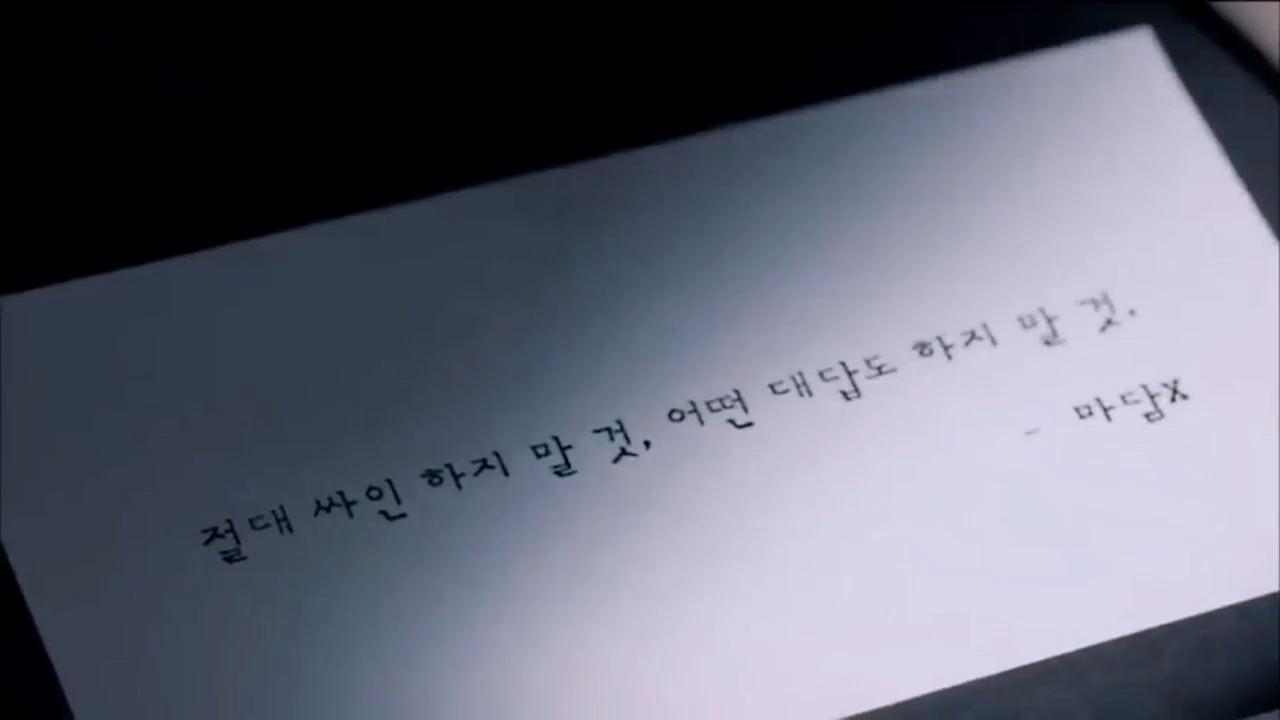 절대 싸인 하지 말 것, 어떤 대답도 하지 말 것.
- 마담X